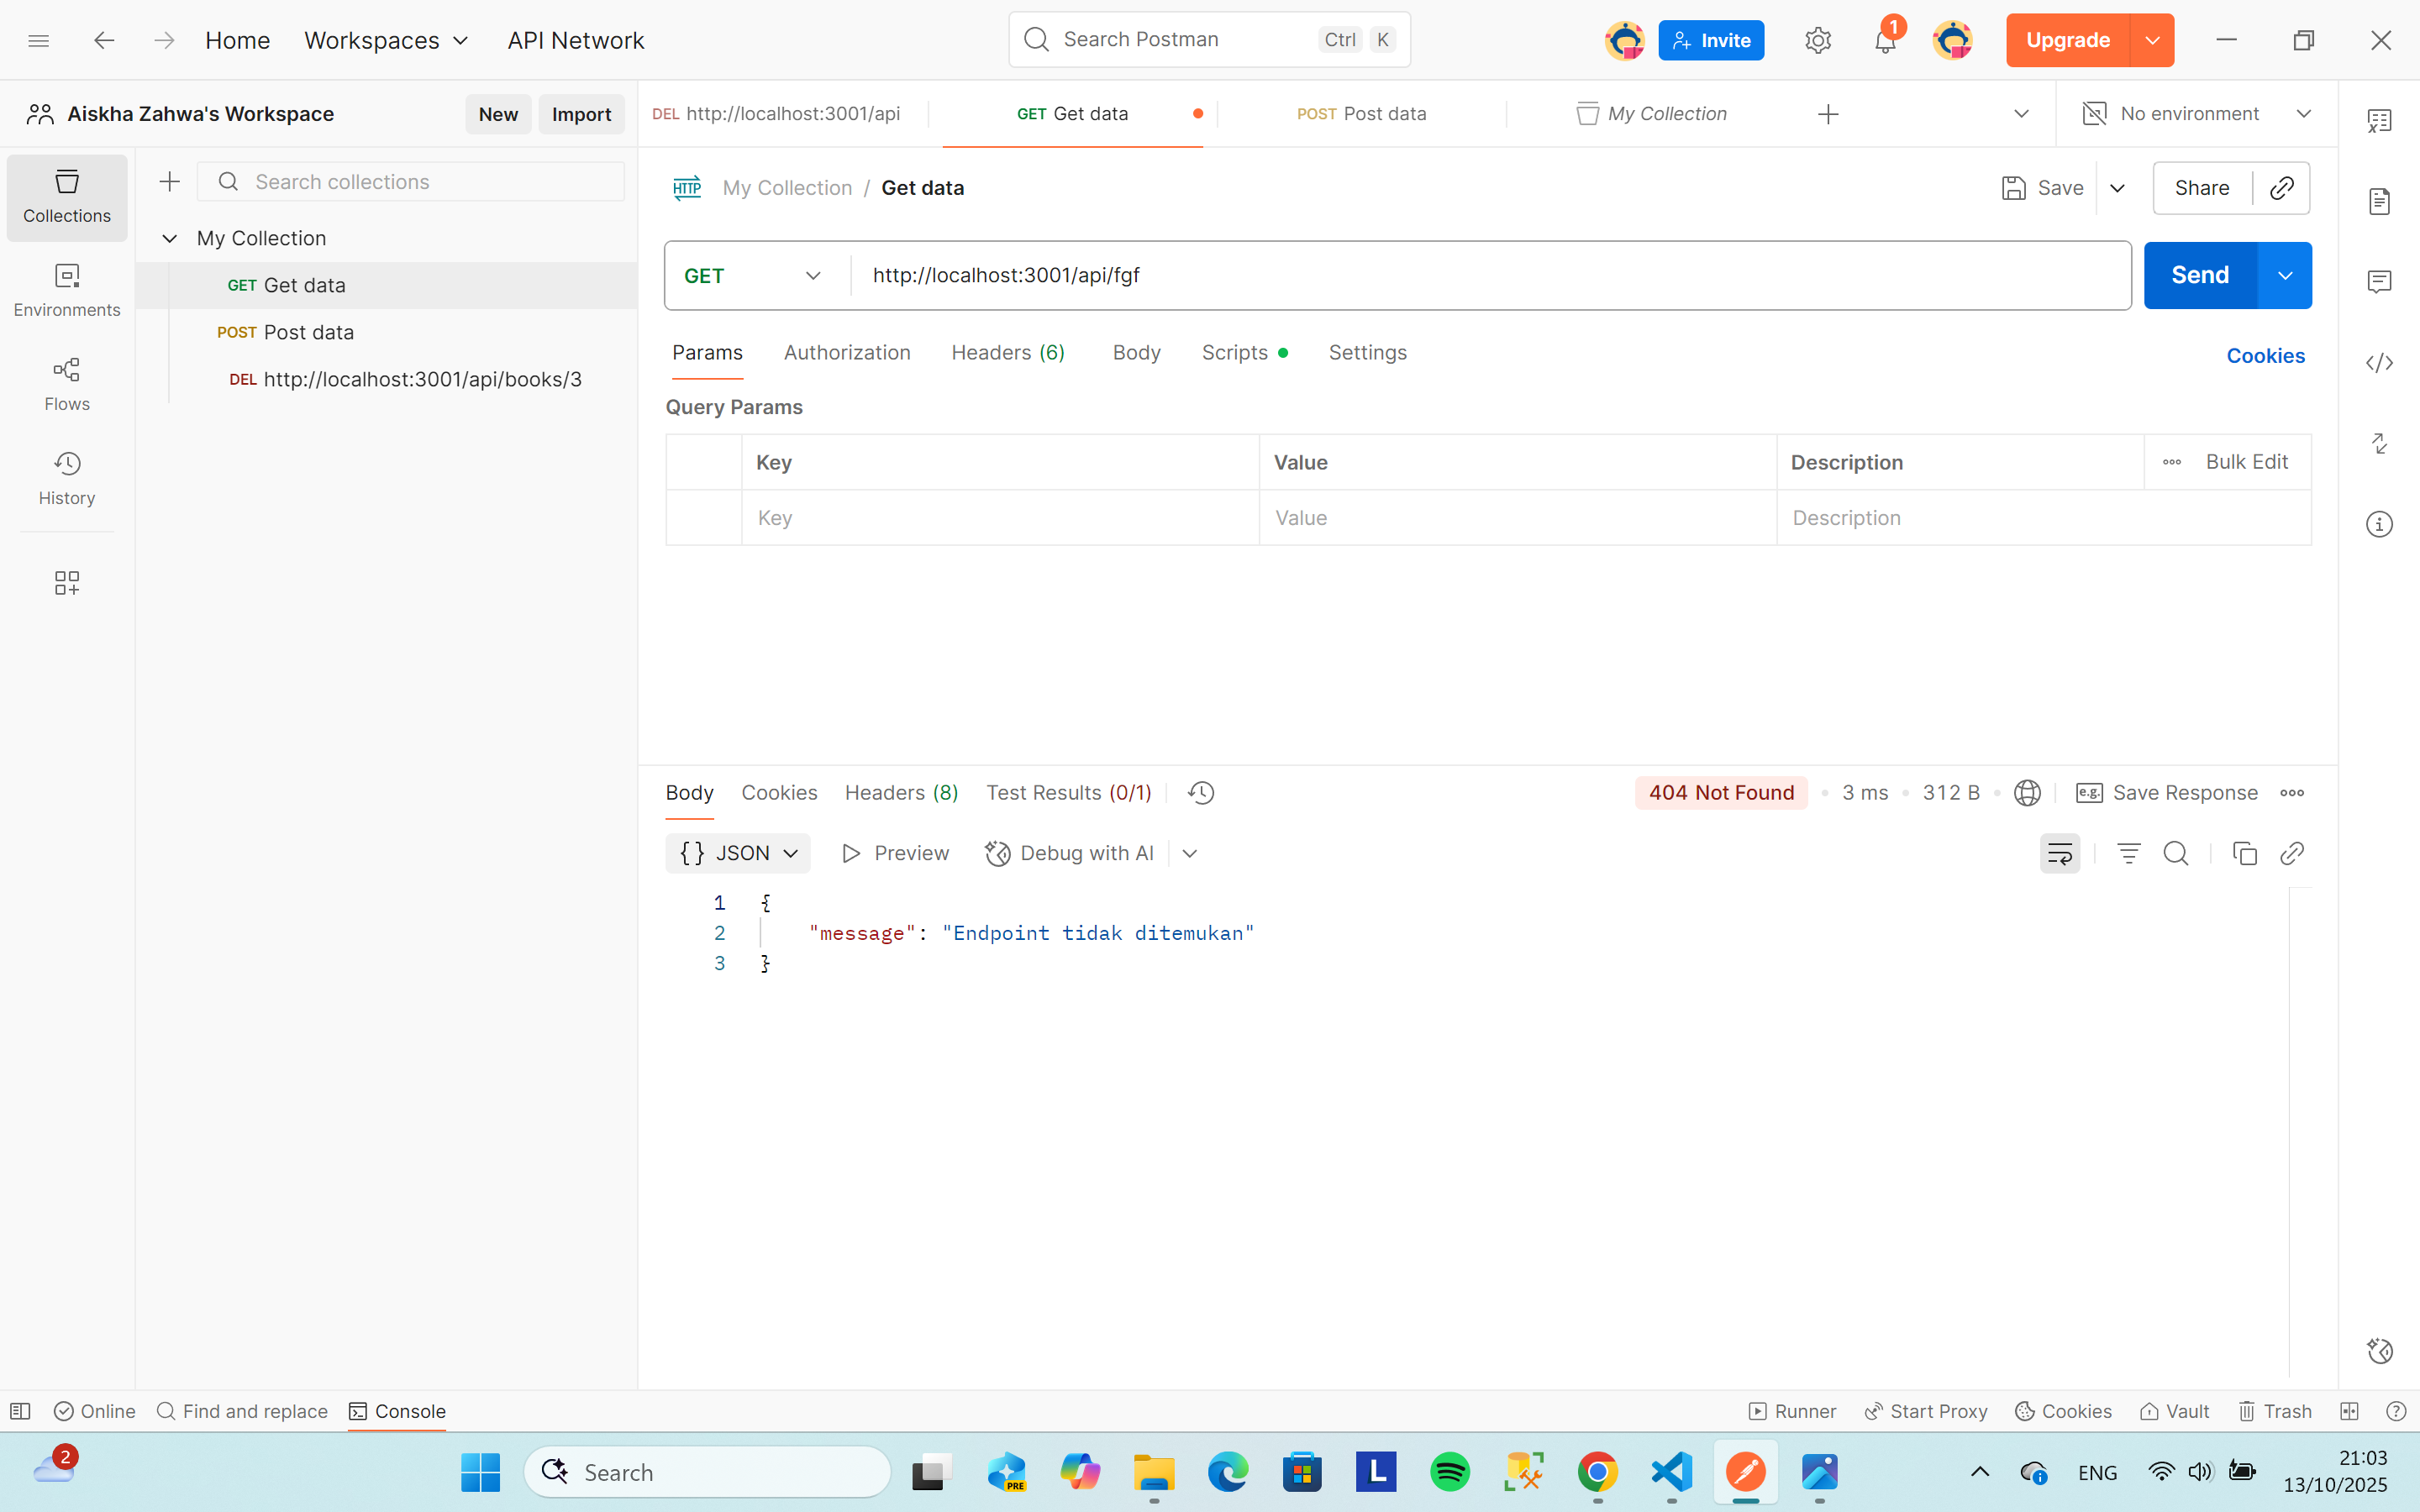 Home Workspaces API Network Search Postman Ctrl K Invite 1 Upgrade
Aiskha Zahwa's Workspace New Import DEL http://localhost:3001/api GET Get data POST Post data My Collection No environment
Collections
Environments
Flows
History
Search collections
My Collection
GET Get data
POST Post data
DEL http://localhost:3001/api/books/3
HTTP My Collection / Get data Save Share
GET http://localhost:3001/api/fgf Send
Params Authorization Headers (6) Body Scripts Settings Cookies
Query Params
Key Value Description Bulk Edit
Key Value Description
Body Cookies Headers (8) Test Results (0/1) 404 Not Found 3 ms 312 B e.g. Save Response
{} JSON Preview Debug with AI
1 {
2 "message": "Endpoint tidak ditemukan"
3 }
Online Find and replace Console Runner Start Proxy Cookies Vault Trash
2 Search PRE L ENG 21:03
13/10/2025